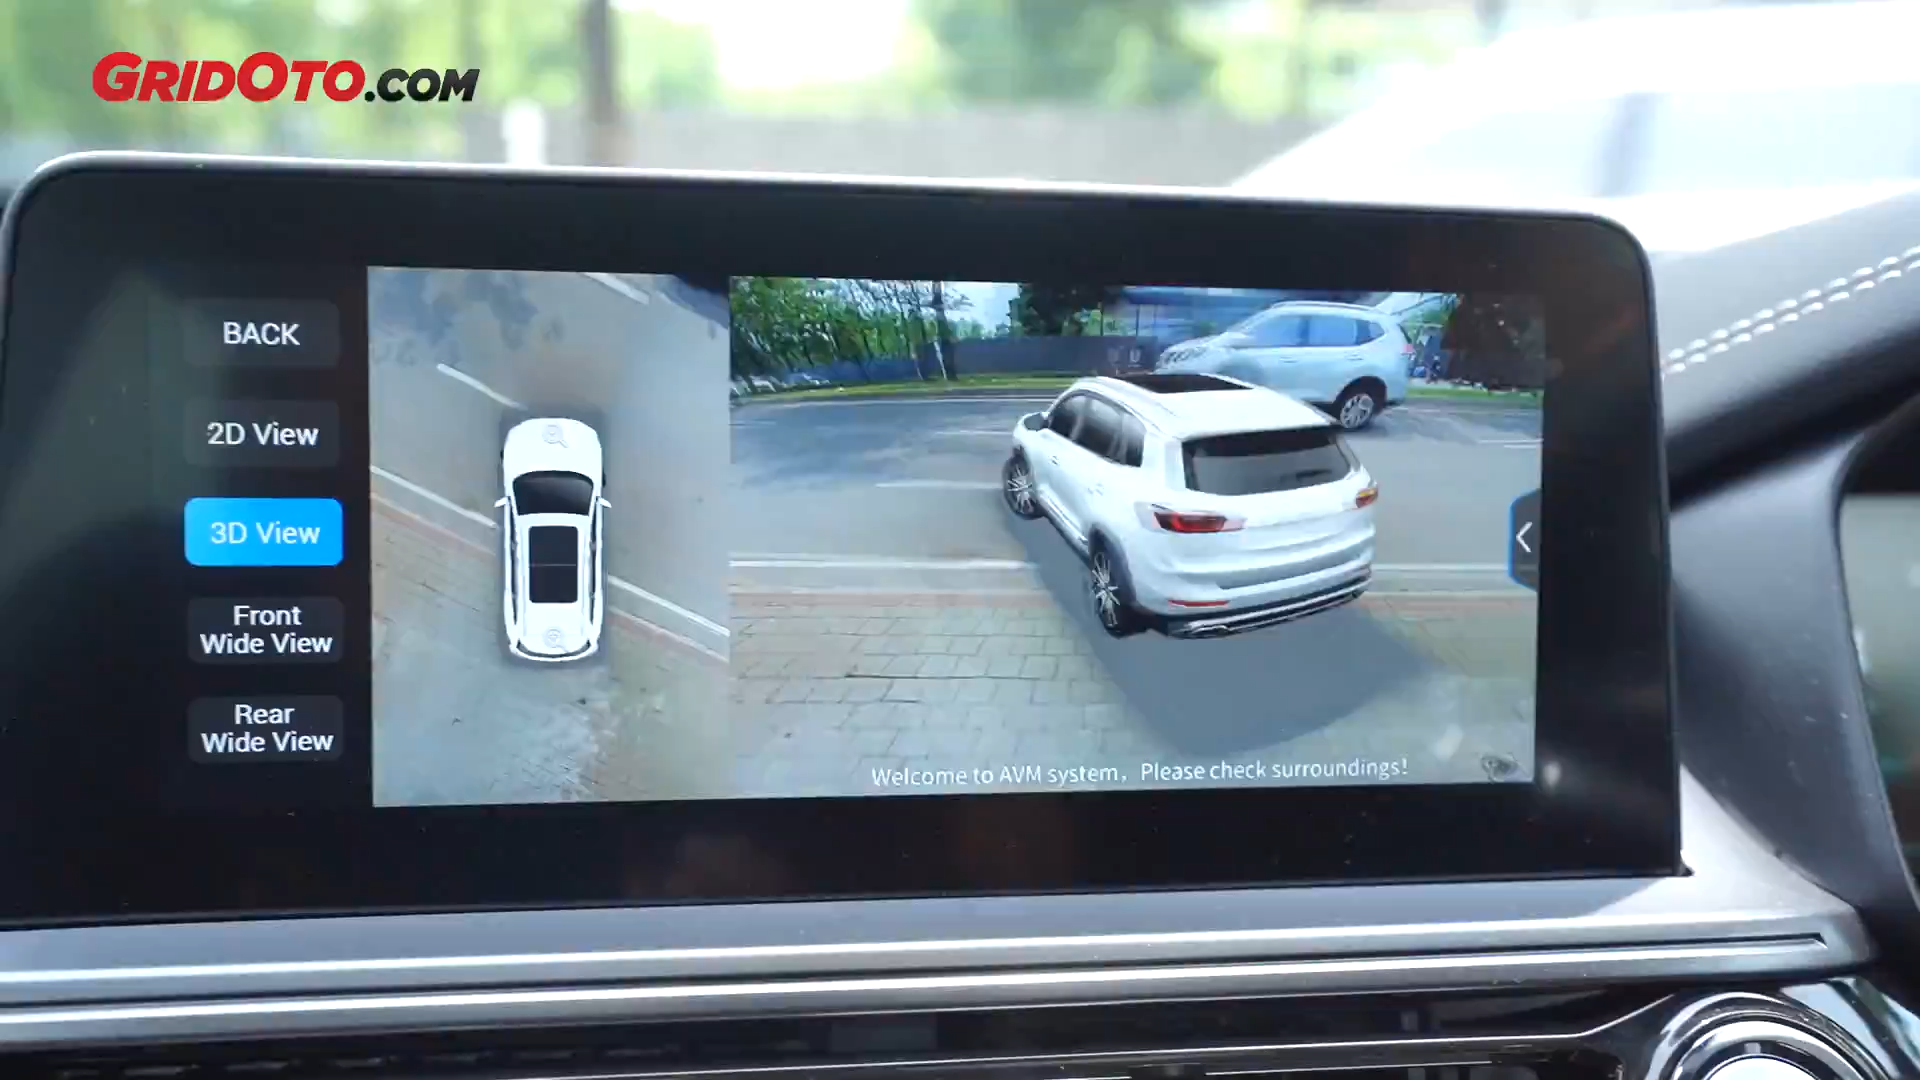 GRIDOTO.COM
BACK
2D View
3D View
Front
Wide View
Rear
Wide View
Welcome to AVM system，Please check surroundings!